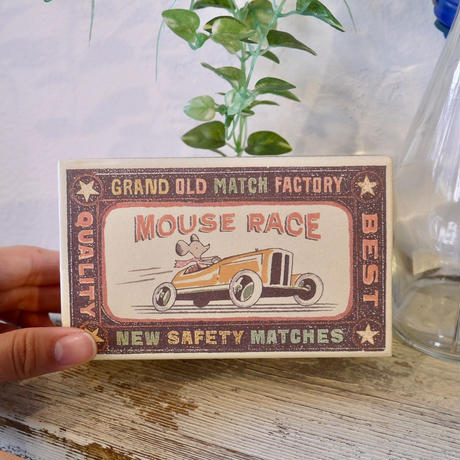 GRAND OLD MATCH FACTORY
QUALITY
MOUSE RACE
BEST
NEW SAFETY MATCHES